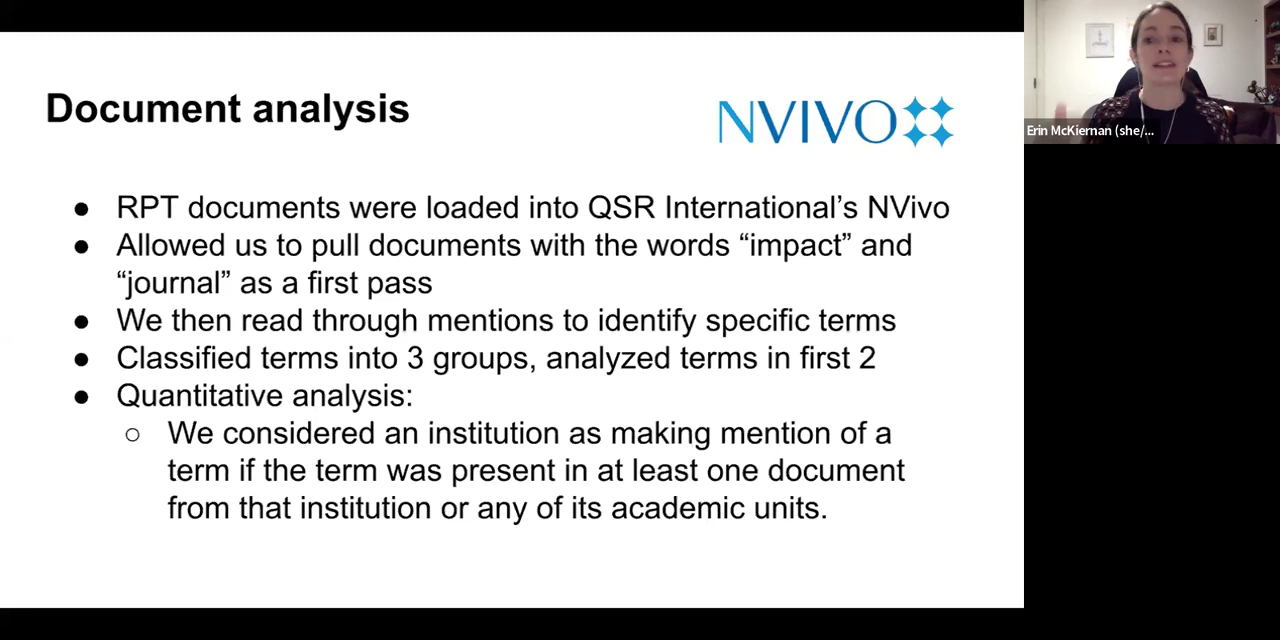 Document analysis
NVIVO
● RPT documents were loaded into QSR International’s NVivo
● Allowed us to pull documents with the words “impact” and
“journal” as a first pass
● We then read through mentions to identify specific terms
● Classified terms into 3 groups, analyzed terms in first 2
● Quantitative analysis:
○ We considered an institution as making mention of a
term if the term was present in at least one document
from that institution or any of its academic units.
Erin McKiernan (she/...